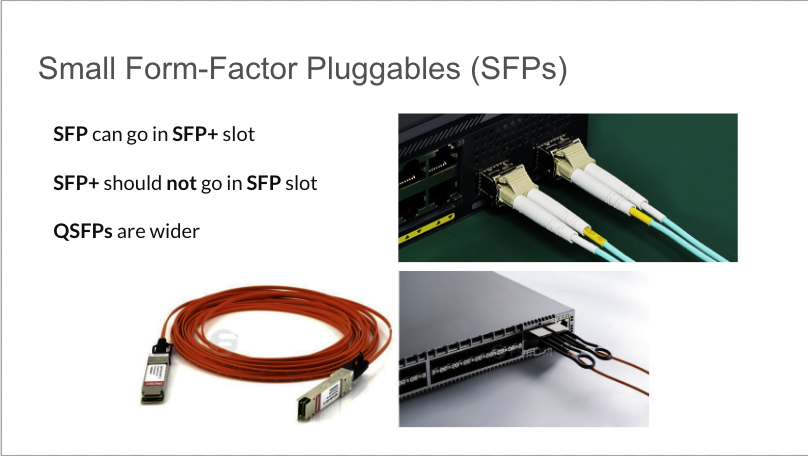 Small Form-Factor Pluggables (SFPs)
SFP can go in SFP+ slot
SFP+ should not go in SFP slot
QSFPs are wider